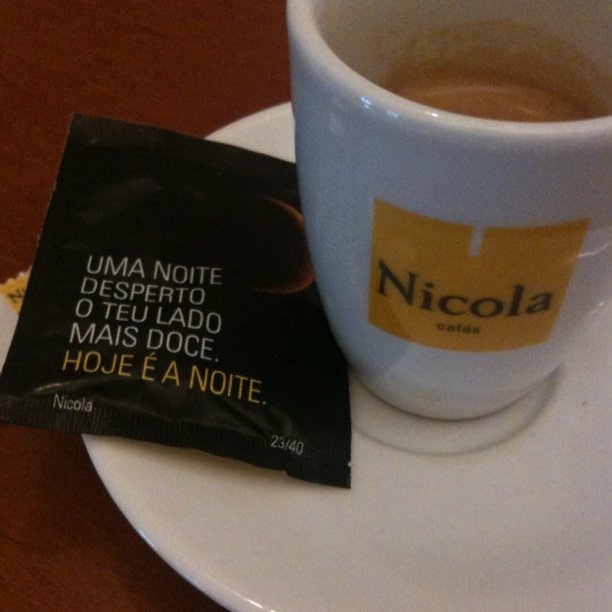 UMA NOITE
DESPERTO
O TEU LADO
MAIS DOCE.
HOJE É A NOITE.
Nicola
23/40
Nicola
cafés